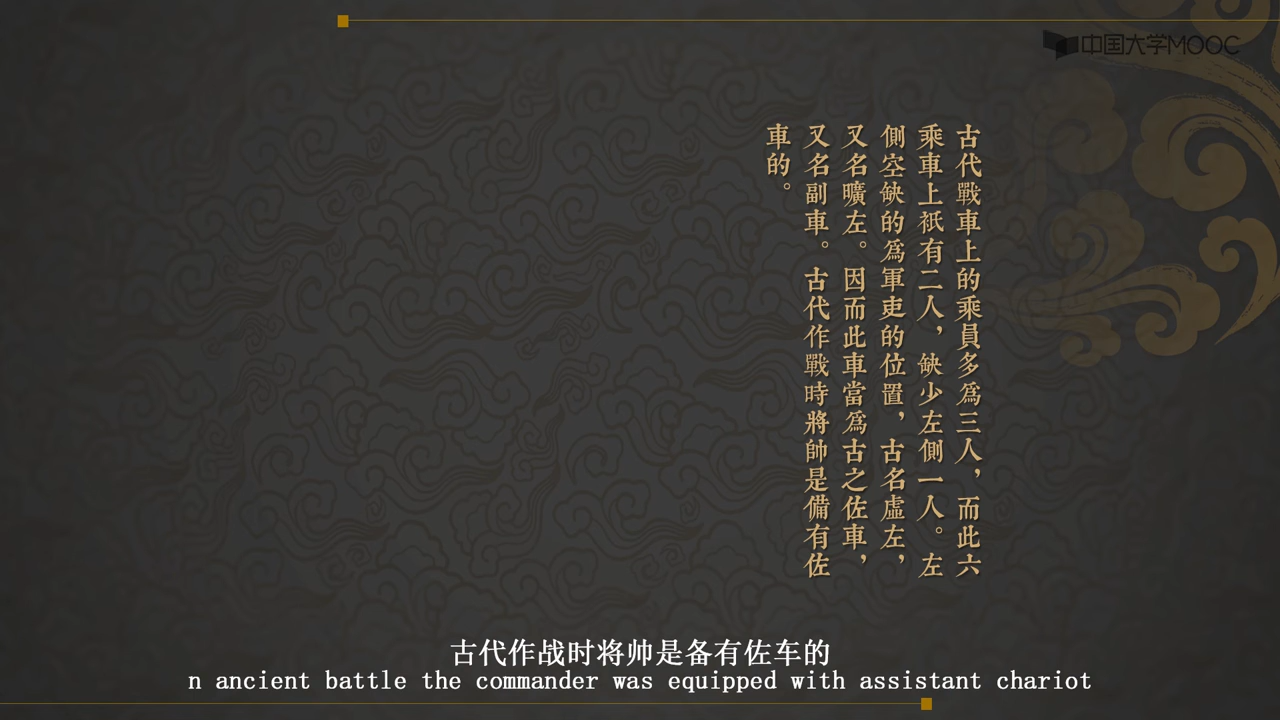 中国大学MOOC
古代戰車上的乘員多爲三人，而此六
乘車上祇有二人，缺少左側一人。左
側空缺的爲軍吏的位置，古名虛左，
又名曠左。因而此車當爲古之佐車，
又名副車。古代作戰時將帥是備有佐
車的。
古代作战时将帅是备有佐车的
n ancient battle the commander was equipped with assistant chariot